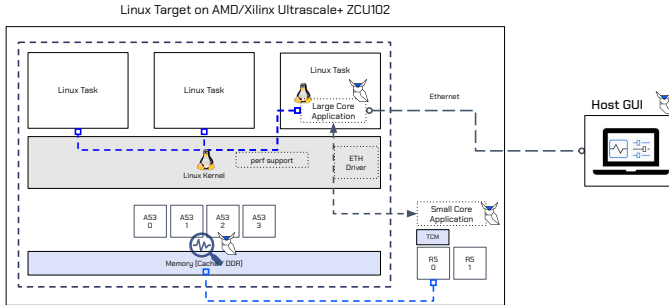 Linux Target on AMD/Xilinx Ultrascale+ ZCU102
Linux Task
Linux Task
Linux Task
Large Core
Application
Ethernet
Host GUI
perf support
ETH
Driver
Linux Kernel
Small Core
Application
A53
0
A53
1
A53
2
A53
3
TCM
Memory (Cache / DDR)
R5
0
R5
1